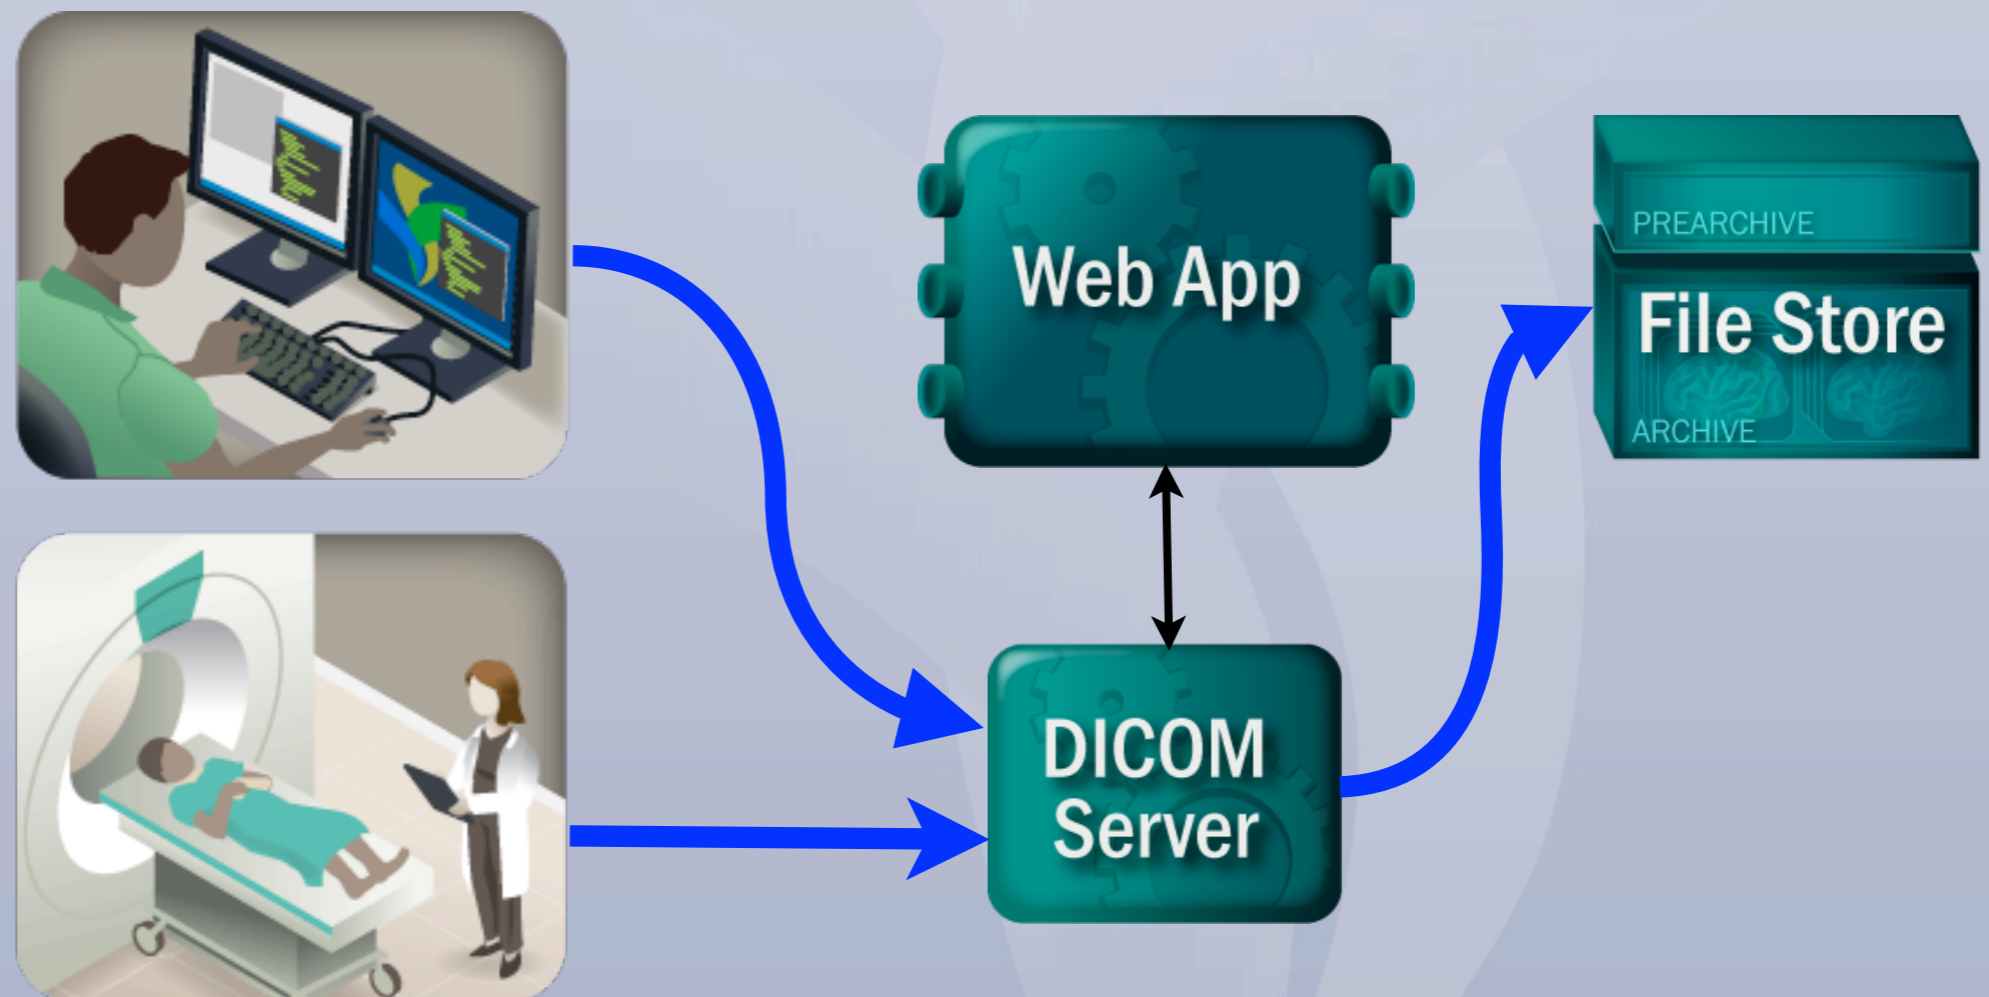 Web App
PREARCHIVE
File Store
ARCHIVE
DICOM
Server